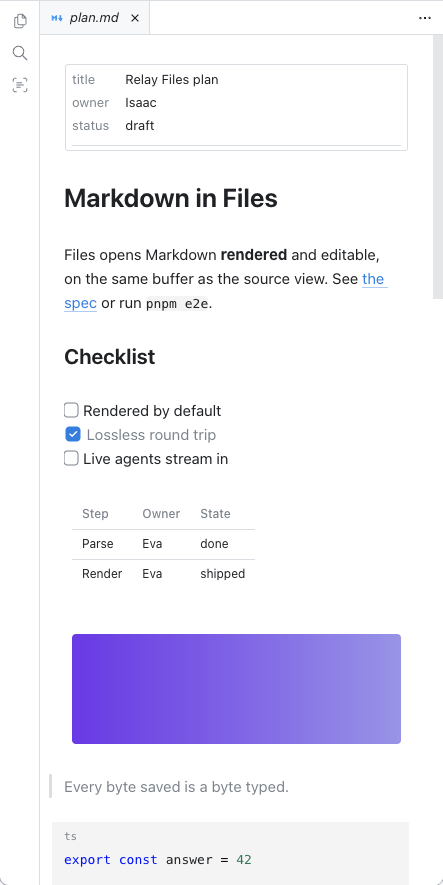 plan.md
title Relay Files plan
owner Isaac
status draft
Markdown in Files
Files opens Markdown rendered and editable,
on the same buffer as the source view. See the
spec or run pnpm e2e.
Checklist
Rendered by default
Lossless round trip
Live agents stream in
Step Owner State
Parse Eva done
Render Eva shipped
Every byte saved is a byte typed.
ts
export const answer = 42